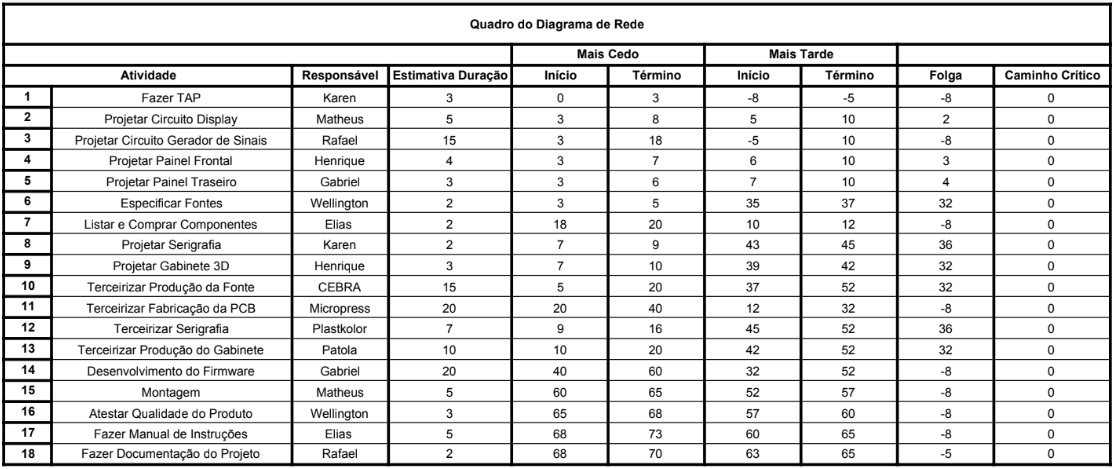 Quadro do Diagrama de Rede
Mais Cedo Mais Tarde
Atividade Responsável Estimativa Duração Início Término Início Término Folga Caminho Crítico
1 Fazer TAP Karen 3 0 3 -8 -5 -8 0
2 Projetar Circuito Display Matheus 5 3 8 5 10 2 0
3 Projetar Circuito Gerador de Sinais Rafael 15 3 18 -5 10 -8 0
4 Projetar Painel Frontal Henrique 4 3 7 6 10 3 0
5 Projetar Painel Traseiro Gabriel 3 3 6 7 10 4 0
6 Especificar Fontes Wellington 2 3 5 35 37 32 0
7 Listar e Comprar Componentes Elias 2 18 20 10 12 -8 0
8 Projetar Serigrafia Karen 2 7 9 43 45 36 0
9 Projetar Gabinete 3D Henrique 3 7 10 39 42 32 0
10 Terceirizar Produção da Fonte CEBRA 15 5 20 37 52 32 0
11 Terceirizar Fabricação da PCB Micropress 20 20 40 12 32 -8 0
12 Terceirizar Serigrafia Plastkolor 7 9 16 45 52 36 0
13 Terceirizar Produção do Gabinete Patola 10 10 20 42 52 32 0
14 Desenvolvimento do Firmware Gabriel 20 40 60 32 52 -8 0
15 Montagem Matheus 5 60 65 52 57 -8 0
16 Atestar Qualidade do Produto Wellington 3 65 68 57 60 -8 0
17 Fazer Manual de Instruções Elias 5 68 73 60 65 -8 0
18 Fazer Documentação do Projeto Rafael 2 68 70 63 65 -5 0